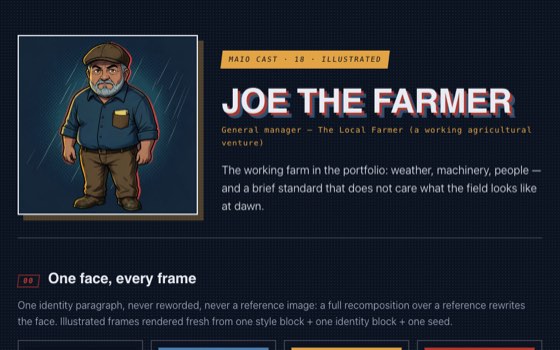 MAIO CAST · 18 · ILLUSTRATED
JOE THE FARMER
General manager — The Local Farmer (a working agricultural
venture)
The working farm in the portfolio: weather, machinery, people —
and a brief standard that does not care what the field looks like
at dawn.
00
One face, every frame
One identity paragraph, never reworded, never a reference image: a full recomposition over a reference rewrites
the face. Illustrated frames rendered fresh from one style block + one identity block + one seed.